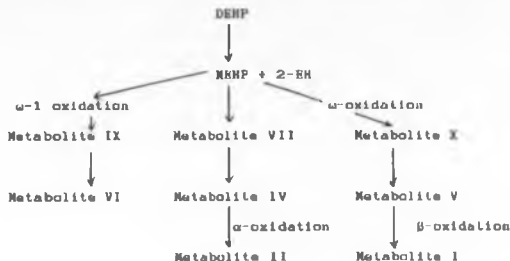 DEHP
MEHP + 2-EH
ω-1 oxidation ω-oxidation
Metabolite IX Metabolite VII Metabolite X
Metabolite VI Metabolite IV Metabolite V
α-oxidation β-oxidation
Metabolite II Metabolite I